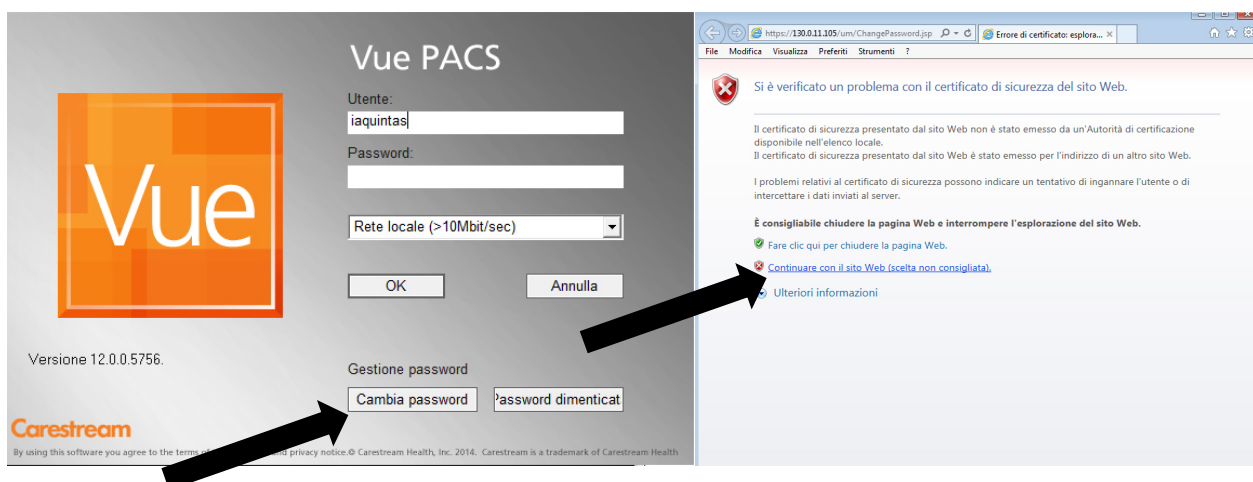 Vue PACS
Utente:
iaquintas
Password:
Rete locale (>10Mbit/sec)
OK
Annulla
Vue
Versione 12.0.0.5756.
Gestione password
Cambia password
Password dimenticat
Carestream
By using this software you agree to the terms of and privacy notice.© Carestream Health, Inc. 2014. Carestream is a trademark of Carestream Health
https://130.0.11.105/um/ChangePassword.jsp
Errore di certificato: esplora...
File Modifica Visualizza Preferiti Strumenti ?
Si è verificato un problema con il certificato di sicurezza del sito Web.
Il certificato di sicurezza presentato dal sito Web non è stato emesso da un'Autorità di certificazione
disponibile nell'elenco locale.
Il certificato di sicurezza presentato dal sito Web è stato emesso per l'indirizzo di un altro sito Web.
I problemi relativi al certificato di sicurezza possono indicare un tentativo di ingannare l'utente o di
intercettare i dati inviati al server.
È consigliabile chiudere la pagina Web e interrompere l'esplorazione del sito Web.
Fare clic qui per chiudere la pagina Web.
Continuare con il sito Web (scelta non consigliata).
Ulteriori informazioni